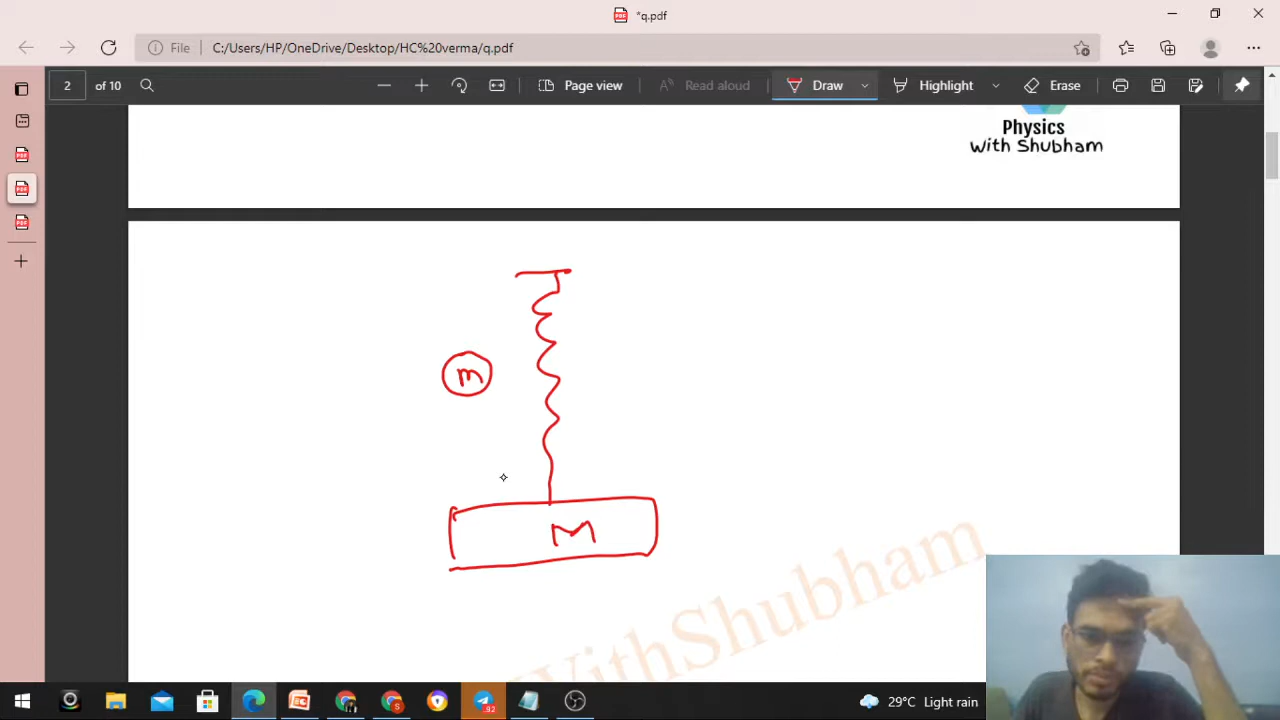 *q.pdf
File C:/Users/HP/OneDrive/Desktop/HC%20verma/q.pdf
2 of 10 Page view Read aloud Draw Highlight Erase
Physics
With Shubham
m
M
WithShubham
92
29°C Light rain